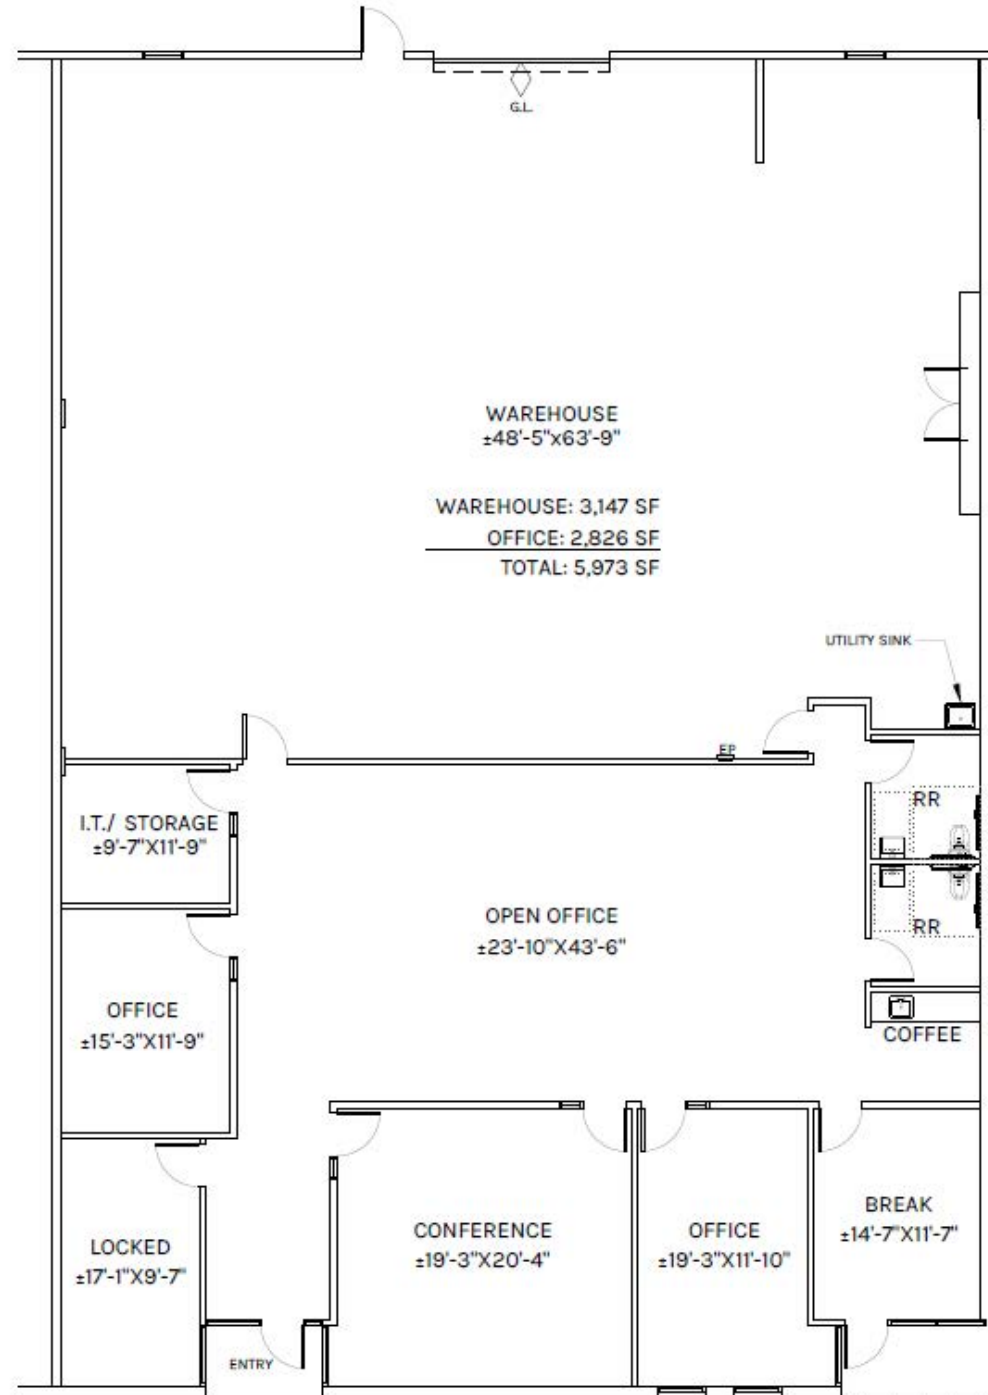 G.L.
WAREHOUSE
±48'-5"x63'-9"
WAREHOUSE: 3,147 SF
OFFICE: 2,826 SF
TOTAL: 5,973 SF
UTILITY SINK
EP
I.T./ STORAGE
±9'-7"X11'-9"
RR
OPEN OFFICE
±23'-10"X43'-6"
RR
OFFICE
±15'-3"X11'-9"
COFFEE
LOCKED
±17'-1"X9'-7"
CONFERENCE
±19'-3"X20'-4"
OFFICE
±19'-3"X11'-10"
BREAK
±14'-7"X11'-7"
ENTRY